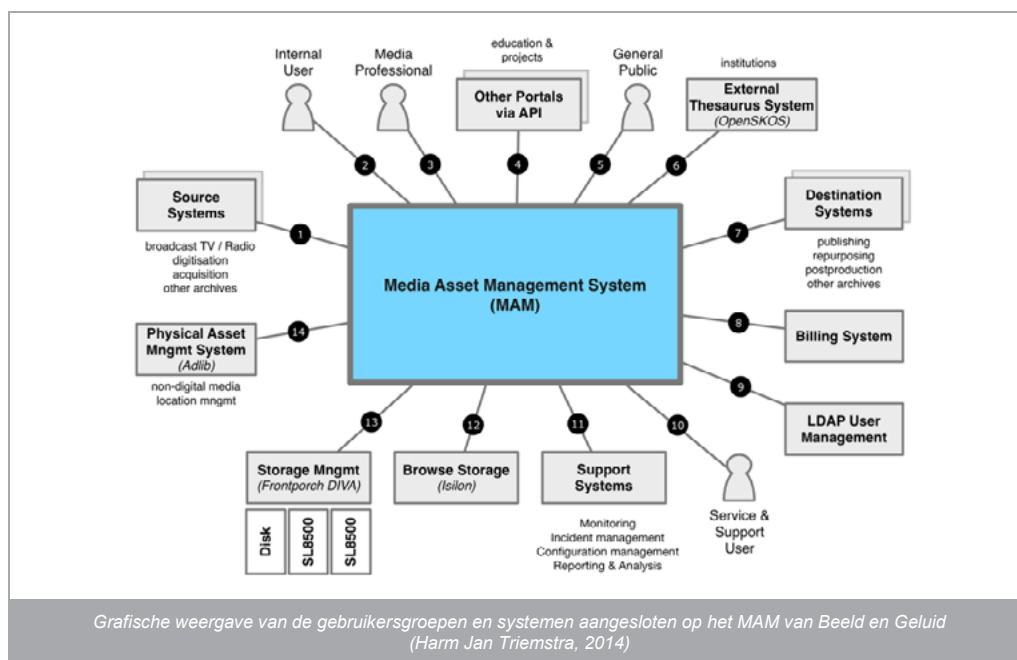 Internal
User
Media
Professional
education &
projects
Other Portals
via API
General
Public
institutions
External
Thesaurus System
(OpenSKOS)
2
3
4
5
6
Source
Systems
broadcast TV / Radio
digitisation
acquisition
other archives
1
Destination
Systems
publishing
repurposing
postproduction
other archives
7
Media Asset Management System
(MAM)
Physical Asset
Mngmt System
(Adlib)
non-digital media
location mngmt
14
8
Billing System
9
LDAP User
Management
13
12
11
10
Storage Mngmt
(Frontporch DIVA)
Disk
SL8500
SL8500
Browse Storage
(Isilon)
Support
Systems
Monitoring
Incident management
Configuration management
Reporting & Analysis
Service &
Support
User
Grafische weergave van de gebruikersgroepen en systemen aangesloten op het MAM van Beeld en Geluid
(Harm Jan Triemstra, 2014)